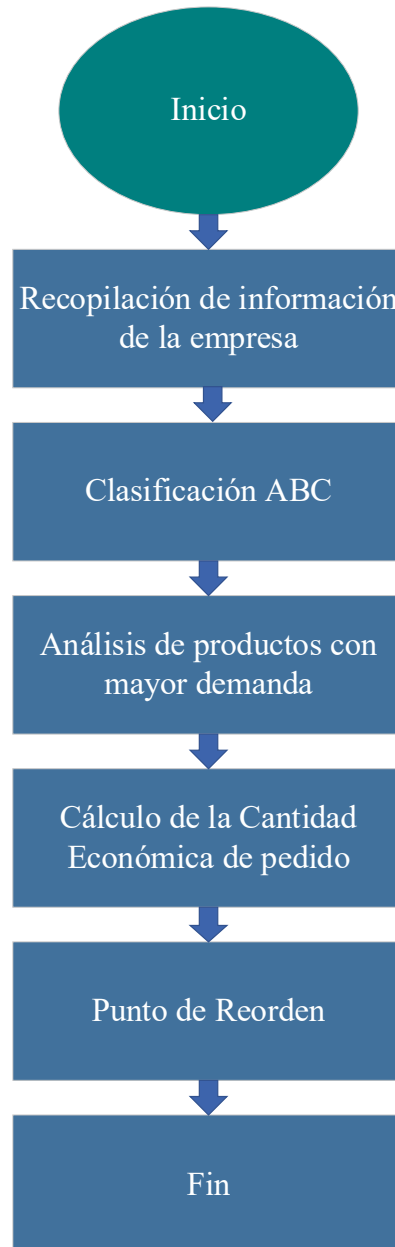 Inicio
Recopilación de información
de la empresa
Clasificación ABC
Análisis de productos con
mayor demanda
Cálculo de la Cantidad
Económica de pedido
Punto de Reorden
Fin